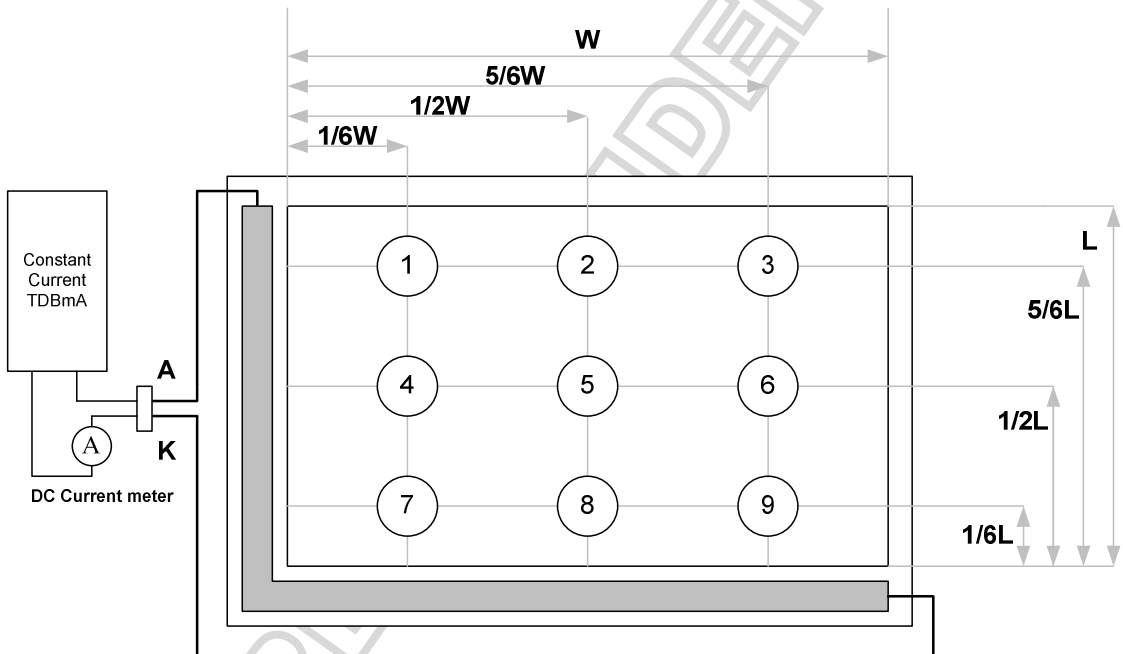 W
5/6W
1/2W
1/6W
Constant
Current
TDBmA
A
K
A
DC Current meter
1
2
3
4
5
6
7
8
9
L
5/6L
1/2L
1/6L